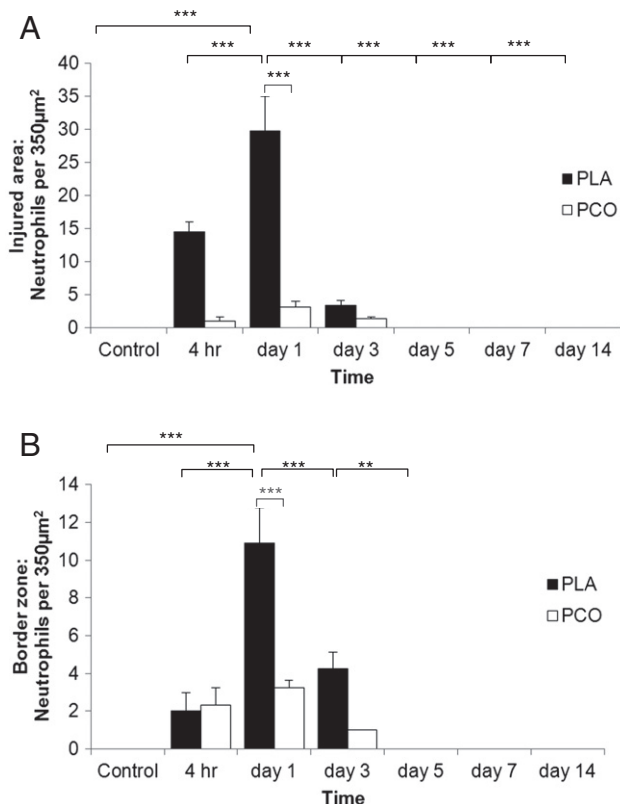 A
***
*** *** *** *** ***
***
40
35
30
25
20
15
10
5
0
Injured area:
Neutrophils per 350µm²
PLA
PCO
Control 4 hr day 1 day 3 day 5 day 7 day 14
Time
B
***
*** *** **
***
14
12
10
8
6
4
2
0
Border zone:
Neutrophils per 350µm²
PLA
PCO
Control 4 hr day 1 day 3 day 5 day 7 day 14
Time